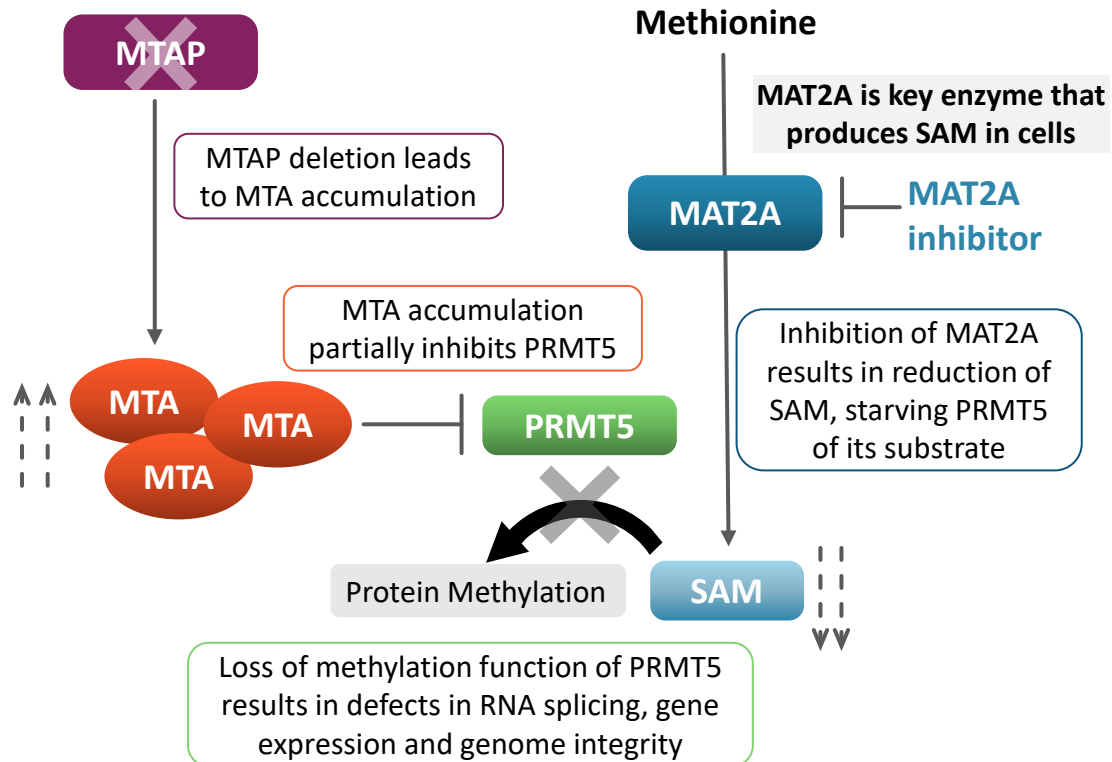 MTAP
Methionine
MAT2A is key enzyme that
produces SAM in cells
MTAP deletion leads
to MTA accumulation
MAT2A
MAT2A
inhibitor
MTA accumulation
partially inhibits PRMT5
Inhibition of MAT2A
results in reduction of
SAM, starving PRMT5
of its substrate
MTA
MTA
MTA
PRMT5
Protein Methylation
SAM
Loss of methylation function of PRMT5
results in defects in RNA splicing, gene
expression and genome integrity